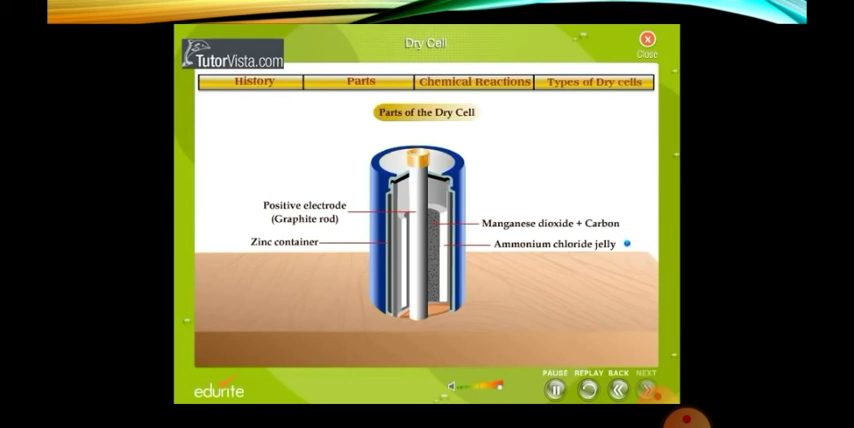 Dry Cell
Close
TutorVista.com
History
Parts
Chemical Reactions
Types of Dry cells
Parts of the Dry Cell
Positive electrode
(Graphite rod)
Manganese dioxide + Carbon
Zinc container
Ammonium chloride jelly
PAUSE REPLAY BACK NEXT
edurite